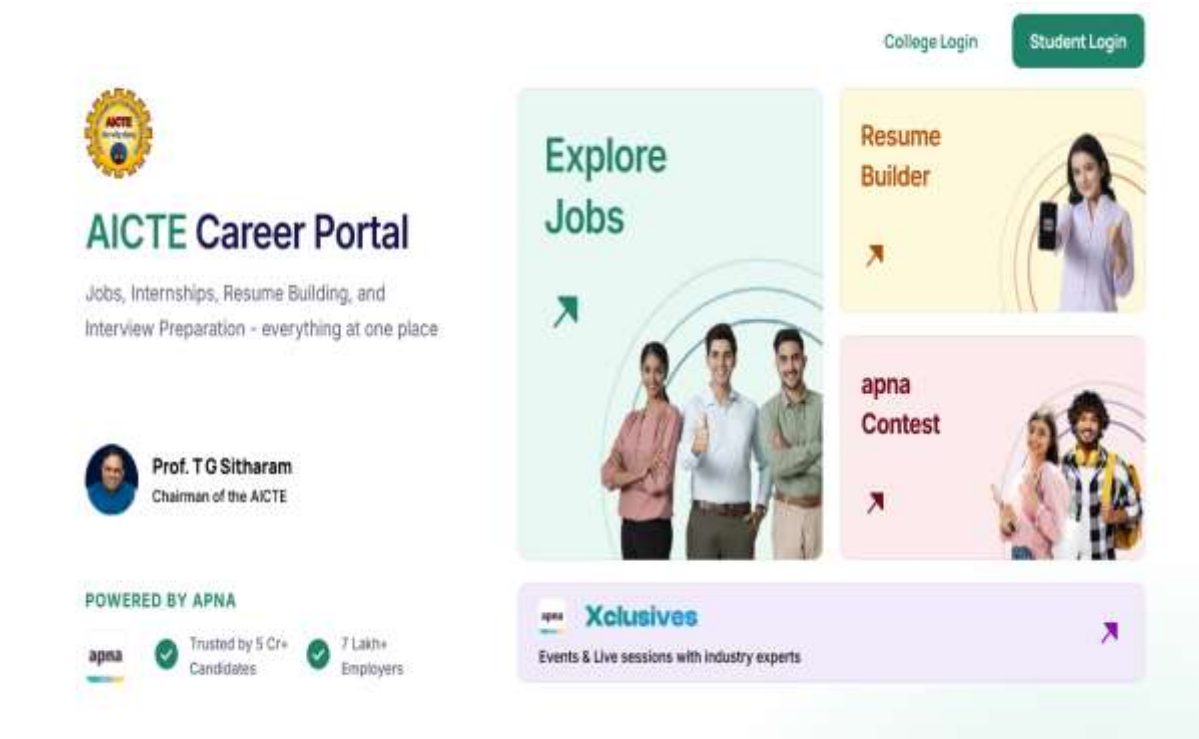 College Login
Student Login
AICTE
AICTE Career Portal
Jobs, Internships, Resume Building, and
Interview Preparation - everything at one place
Prof. T G Sitharam
Chairman of the AICTE
POWERED BY APNA
apna
Trusted by 5 Cr+
Candidates
7 Lakh+
Employers
Explore
Jobs
Resume
Builder
apna
Contest
apna
Xclusives
Events & Live sessions with industry experts